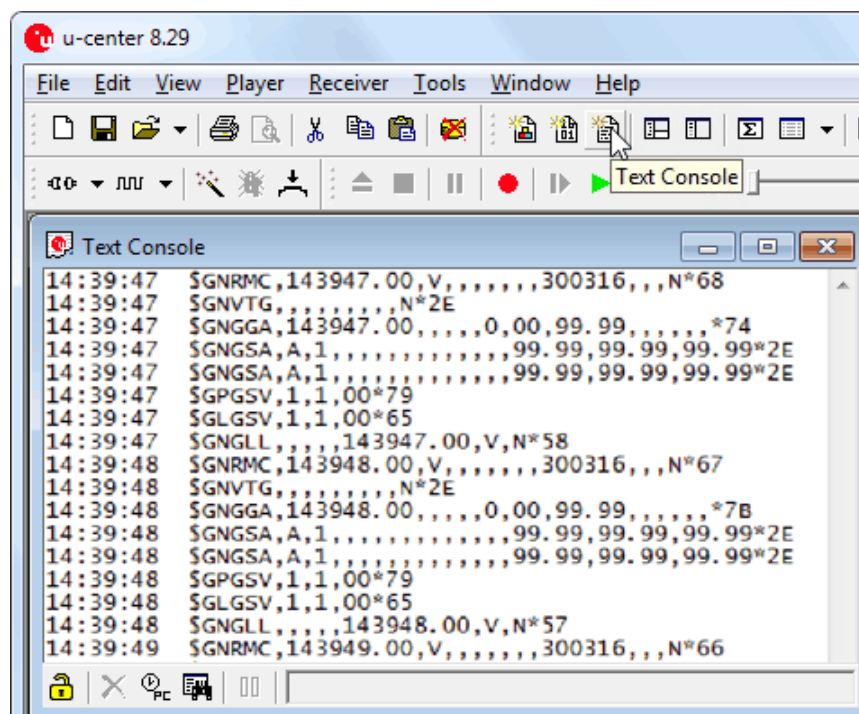 u-center 8.29
File Edit View Player Receiver Tools Window Help
Text Console
Text Console
14:39:47 $GNRMC,143947.00,V,,,,,,,300316,,,N*68
14:39:47 $GNVTG,,,,,,,,,N*2E
14:39:47 $GNGGA,143947.00,,,,,0,00,99.99,,,,,,*74
14:39:47 $GNGSA,A,1,,,,,,,,,,,,,99.99,99.99,99.99*2E
14:39:47 $GNGSA,A,1,,,,,,,,,,,,,99.99,99.99,99.99*2E
14:39:47 $GPGSV,1,1,00*79
14:39:47 $GLGSV,1,1,00*65
14:39:47 $GNGLL,,,,,143947.00,V,N*58
14:39:48 $GNRMC,143948.00,V,,,,,,,300316,,,N*67
14:39:48 $GNVTG,,,,,,,,,N*2E
14:39:48 $GNGGA,143948.00,,,,,0,00,99.99,,,,,,*7B
14:39:48 $GNGSA,A,1,,,,,,,,,,,,,99.99,99.99,99.99*2E
14:39:48 $GNGSA,A,1,,,,,,,,,,,,,99.99,99.99,99.99*2E
14:39:48 $GPGSV,1,1,00*79
14:39:48 $GLGSV,1,1,00*65
14:39:48 $GNGLL,,,,,143948.00,V,N*57
14:39:49 $GNRMC,143949.00,V,,,,,,,300316,,,N*66
PC